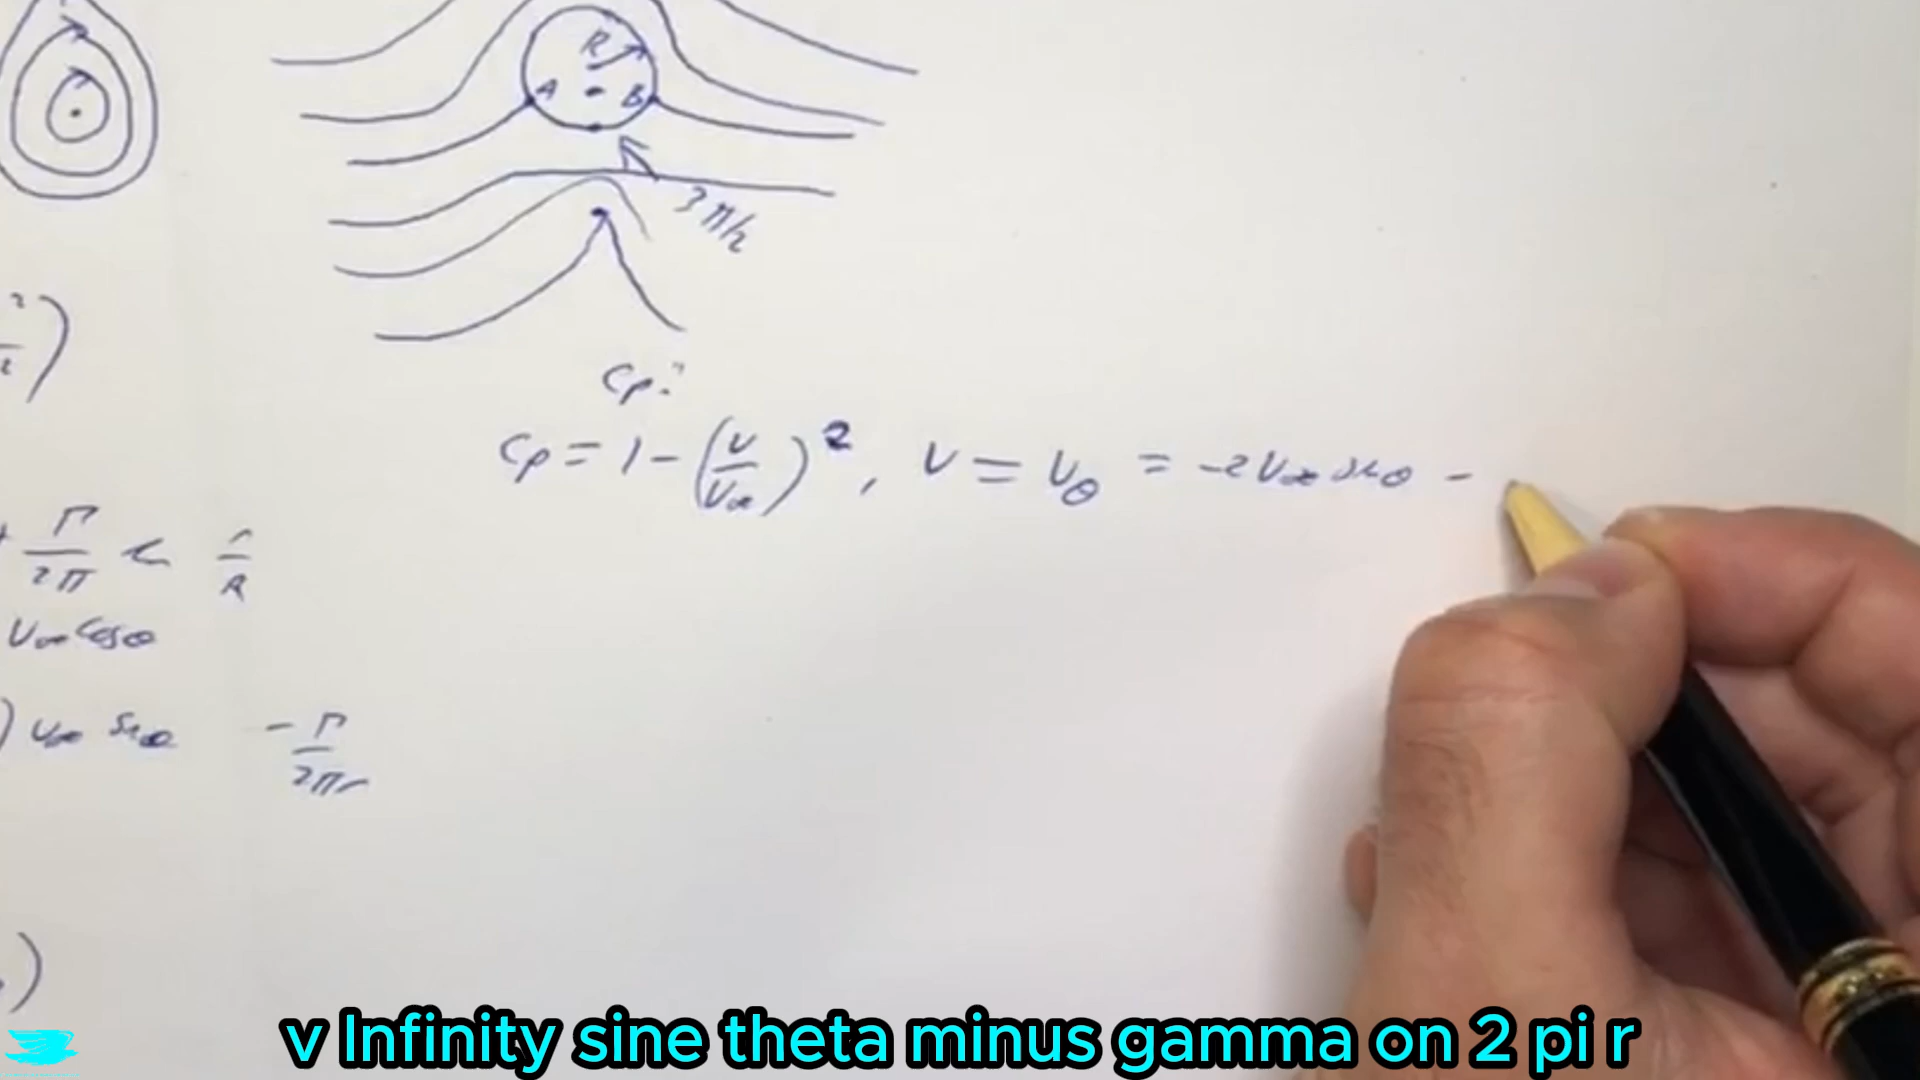 R
A B
3π/2
Cp:
Cp = 1 - (V/V∞)², V = Vθ = -2V∞ sinθ -
Γ/2π ln r/R
V∞ cosθ
) V∞ sinθ - Γ/2πr
)
v Infinity sine theta minus gamma on 2 pi r